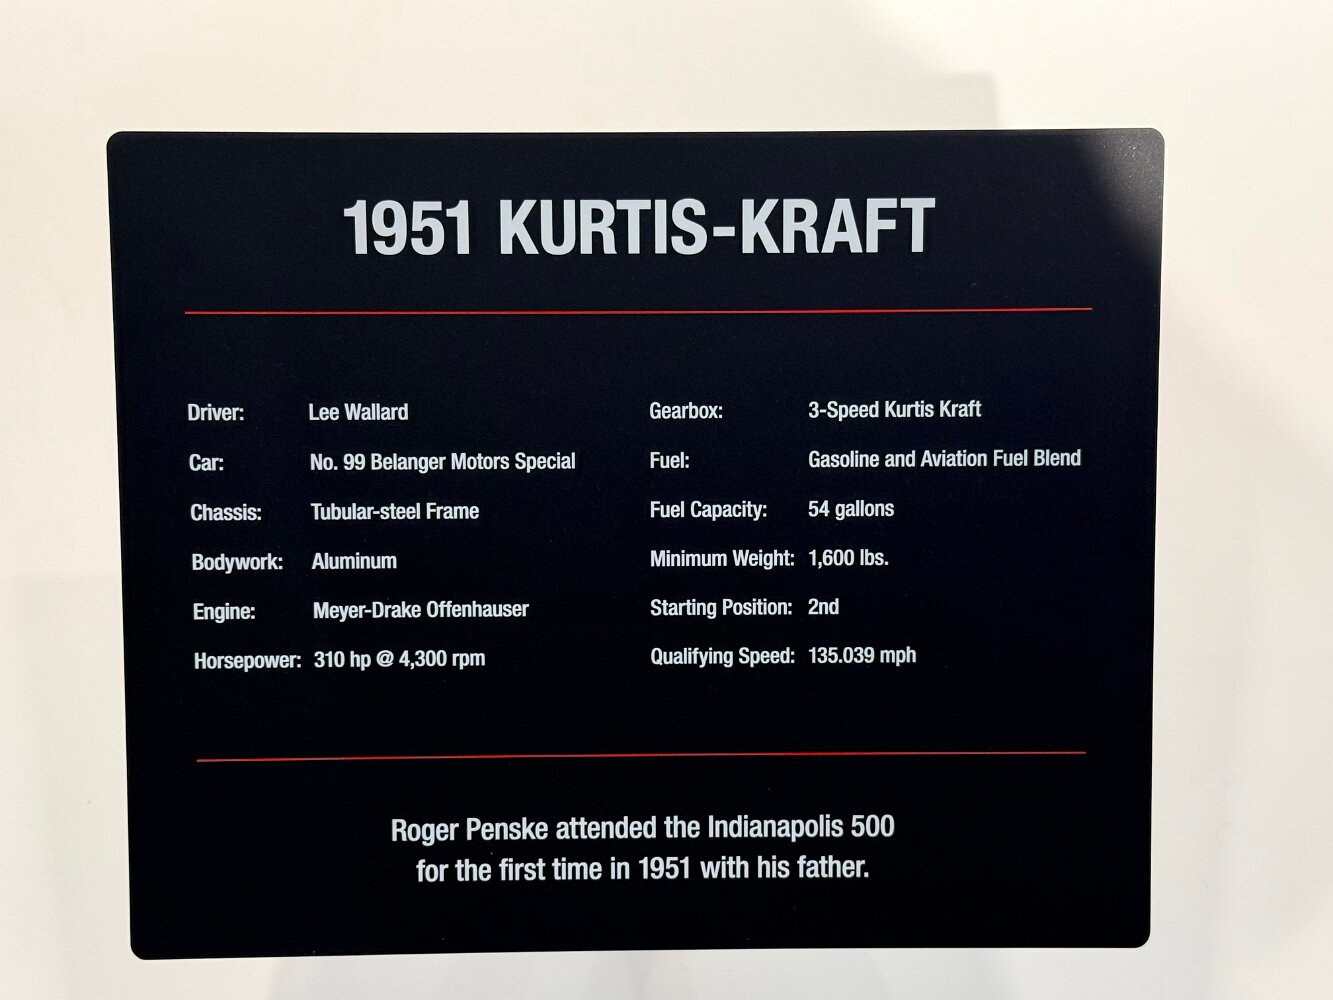 1951 KURTIS-KRAFT
Driver: Lee Wallard
Car: No. 99 Belanger Motors Special
Chassis: Tubular-steel Frame
Bodywork: Aluminum
Engine: Meyer-Drake Offenhauser
Horsepower: 310 hp @ 4,300 rpm
Gearbox: 3-Speed Kurtis Kraft
Fuel: Gasoline and Aviation Fuel Blend
Fuel Capacity: 54 gallons
Minimum Weight: 1,600 lbs.
Starting Position: 2nd
Qualifying Speed: 135.039 mph
Roger Penske attended the Indianapolis 500
for the first time in 1951 with his father.